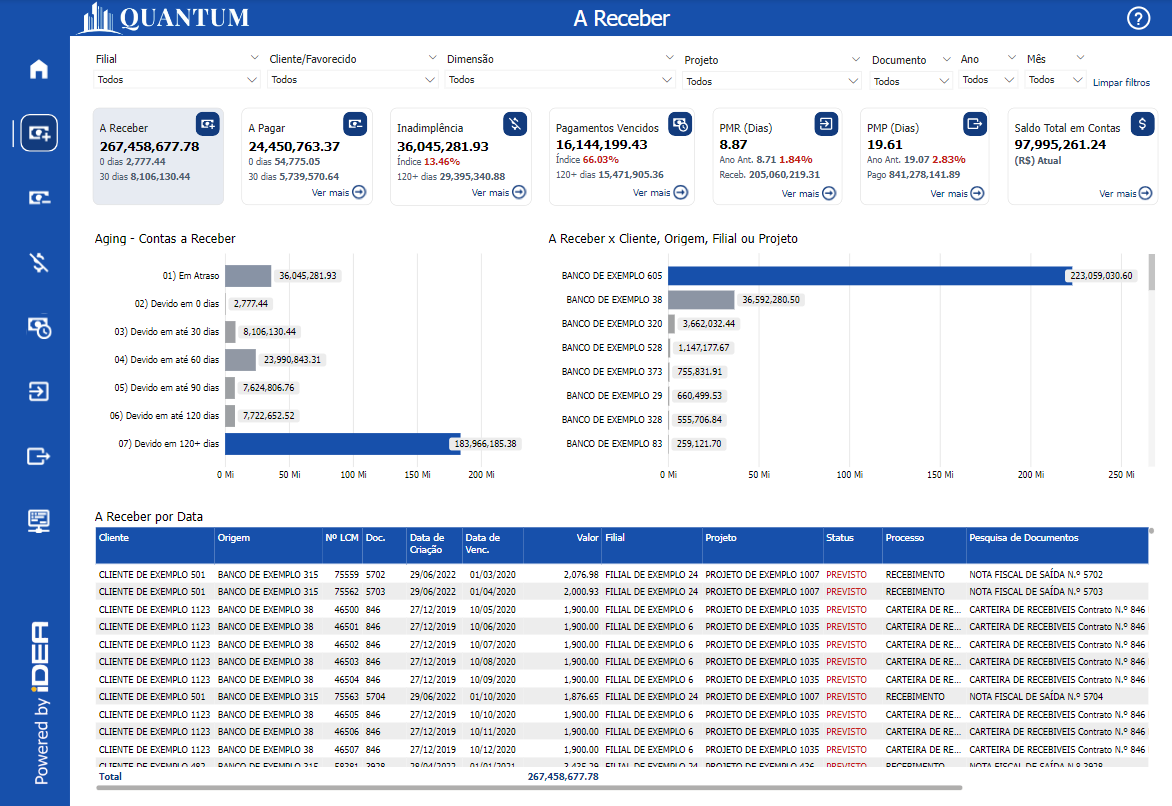 QUANTUM
A Receber
?
Filial
Cliente/Favorecido
Dimensão
Projeto
Documento
Ano
Mês
Todos
Todos
Todos
Todos
Todos
Todos
Todos
Limpar filtros
A Receber
267,458,677.78
0 dias 2,777.44
30 dias 8,106,130.44
A Pagar
24,450,763.37
0 dias 54,775.05
30 dias 5,739,570.64
Ver mais
Inadimplência
36,045,281.93
Índice 13.46%
120+ dias 29,395,340.88
Ver mais
Pagamentos Vencidos
16,144,199.43
Índice 66.03%
120+ dias 15,471,905.36
Ver mais
PMR (Dias)
8.87
Ano Ant. 8.71 1.84%
Receb. 205,060,219.31
Ver mais
PMP (Dias)
19.61
Ano Ant. 19.07 2.83%
Pago 841,278,141.89
Ver mais
Saldo Total em Contas
97,995,261.24
(R$) Atual
Ver mais
$
Aging - Contas a Receber
01) Em Atraso 36,045,281.93
02) Devido em 0 dias 2,777.44
03) Devido em até 30 dias 8,106,130.44
04) Devido em até 60 dias 23,990,843.31
05) Devido em até 90 dias 7,624,806.76
06) Devido em até 120 dias 7,722,652.52
07) Devido em 120+ dias 183,966,185.38
0 Mi 50 Mi 100 Mi 150 Mi 200 Mi
A Receber x Cliente, Origem, Filial ou Projeto
BANCO DE EXEMPLO 605 223,059,030.60
BANCO DE EXEMPLO 38 36,592,280.50
BANCO DE EXEMPLO 320 3,662,032.44
BANCO DE EXEMPLO 528 1,147,177.67
BANCO DE EXEMPLO 373 755,831.91
BANCO DE EXEMPLO 29 660,499.53
BANCO DE EXEMPLO 328 555,706.84
BANCO DE EXEMPLO 83 259,121.70
0 Mi 50 Mi 100 Mi 150 Mi 200 Mi 250 Mi
A Receber por Data
Cliente Origem Nº LCM Doc. Data de Criação Data de Venc. Valor Filial Projeto Status Processo Pesquisa de Documentos
CLIENTE DE EXEMPLO 501 BANCO DE EXEMPLO 315 75559 5702 29/06/2022 01/03/2020 2,076.98 FILIAL DE EXEMPLO 24 PROJETO DE EXEMPLO 1007 PREVISTO RECEBIMENTO NOTA FISCAL DE SAÍDA N.º 5702
CLIENTE DE EXEMPLO 501 BANCO DE EXEMPLO 315 75562 5703 29/06/2022 01/04/2020 2,000.93 FILIAL DE EXEMPLO 24 PROJETO DE EXEMPLO 1007 PREVISTO RECEBIMENTO NOTA FISCAL DE SAÍDA N.º 5703
CLIENTE DE EXEMPLO 1123 BANCO DE EXEMPLO 38 46500 846 27/12/2019 10/05/2020 1,900.00 FILIAL DE EXEMPLO 6 PROJETO DE EXEMPLO 1035 PREVISTO CARTEIRA DE RE... CARTEIRA DE RECEBIVEIS Contrato N.º 846
CLIENTE DE EXEMPLO 1123 BANCO DE EXEMPLO 38 46501 846 27/12/2019 10/06/2020 1,900.00 FILIAL DE EXEMPLO 6 PROJETO DE EXEMPLO 1035 PREVISTO CARTEIRA DE RE... CARTEIRA DE RECEBIVEIS Contrato N.º 846
CLIENTE DE EXEMPLO 1123 BANCO DE EXEMPLO 38 46502 846 27/12/2019 10/07/2020 1,900.00 FILIAL DE EXEMPLO 6 PROJETO DE EXEMPLO 1035 PREVISTO CARTEIRA DE RE... CARTEIRA DE RECEBIVEIS Contrato N.º 846
CLIENTE DE EXEMPLO 1123 BANCO DE EXEMPLO 38 46503 846 27/12/2019 10/08/2020 1,900.00 FILIAL DE EXEMPLO 6 PROJETO DE EXEMPLO 1035 PREVISTO CARTEIRA DE RE... CARTEIRA DE RECEBIVEIS Contrato N.º 846
CLIENTE DE EXEMPLO 1123 BANCO DE EXEMPLO 38 46504 846 27/12/2019 10/09/2020 1,900.00 FILIAL DE EXEMPLO 6 PROJETO DE EXEMPLO 1035 PREVISTO CARTEIRA DE RE... CARTEIRA DE RECEBIVEIS Contrato N.º 846
CLIENTE DE EXEMPLO 501 BANCO DE EXEMPLO 315 75563 5704 29/06/2022 01/10/2020 1,876.65 FILIAL DE EXEMPLO 24 PROJETO DE EXEMPLO 1007 PREVISTO RECEBIMENTO NOTA FISCAL DE SAÍDA N.º 5704
CLIENTE DE EXEMPLO 1123 BANCO DE EXEMPLO 38 46505 846 27/12/2019 10/10/2020 1,900.00 FILIAL DE EXEMPLO 6 PROJETO DE EXEMPLO 1035 PREVISTO CARTEIRA DE RE... CARTEIRA DE RECEBIVEIS Contrato N.º 846
CLIENTE DE EXEMPLO 1123 BANCO DE EXEMPLO 38 46506 846 27/12/2019 10/11/2020 1,900.00 FILIAL DE EXEMPLO 6 PROJETO DE EXEMPLO 1035 PREVISTO CARTEIRA DE RE... CARTEIRA DE RECEBIVEIS Contrato N.º 846
CLIENTE DE EXEMPLO 1123 BANCO DE EXEMPLO 38 46507 846 27/12/2019 10/12/2020 1,900.00 FILIAL DE EXEMPLO 6 PROJETO DE EXEMPLO 1035 PREVISTO CARTEIRA DE RE... CARTEIRA DE RECEBIVEIS Contrato N.º 846
Total 267,458,677.78
Powered by iDEA